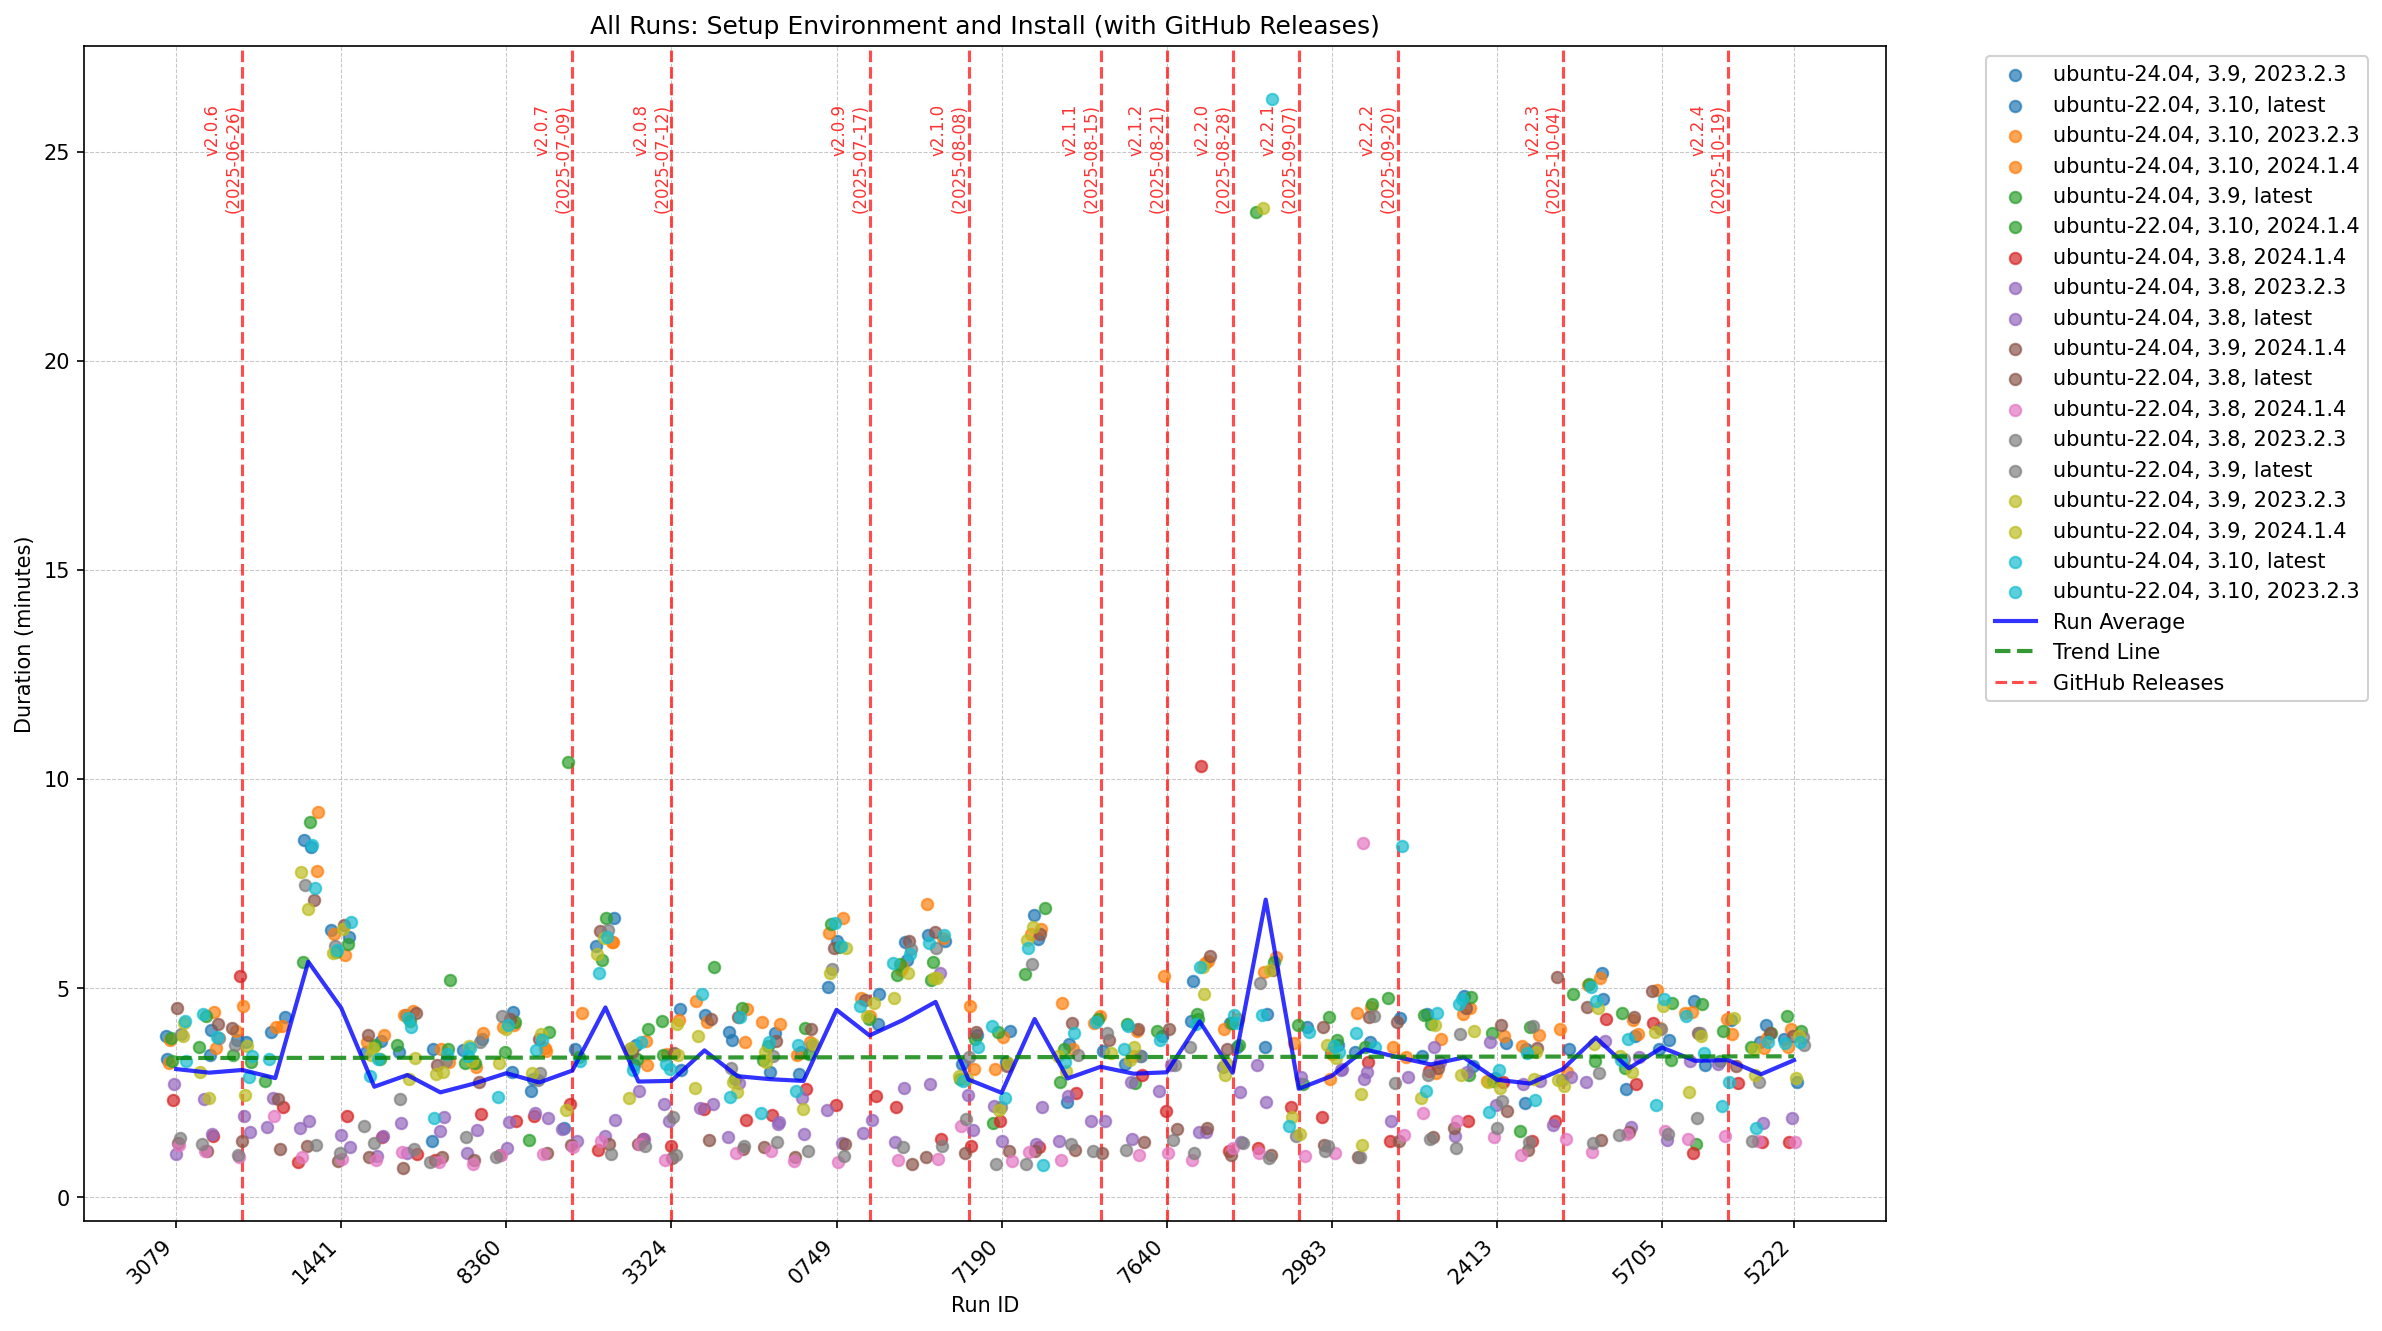 All Runs: Setup Environment and Install (with GitHub Releases)
v2.0.6
(2025-06-26)
v2.0.7
(2025-07-09)
v2.0.8
(2025-07-12)
v2.0.9
(2025-07-17)
v2.1.0
(2025-08-08)
v2.1.1
(2025-08-15)
v2.1.2
(2025-08-21)
v2.2.0
(2025-08-28)
v2.2.1
(2025-09-07)
v2.2.2
(2025-09-20)
v2.2.3
(2025-10-04)
v2.2.4
(2025-10-19)
25
20
15
10
5
0
Duration (minutes)
3079
1441
8360
3324
0749
7190
7640
2983
2413
5705
5222
Run ID
ubuntu-24.04, 3.9, 2023.2.3
ubuntu-22.04, 3.10, latest
ubuntu-24.04, 3.10, 2023.2.3
ubuntu-24.04, 3.10, 2024.1.4
ubuntu-24.04, 3.9, latest
ubuntu-22.04, 3.10, 2024.1.4
ubuntu-24.04, 3.8, 2024.1.4
ubuntu-24.04, 3.8, 2023.2.3
ubuntu-24.04, 3.8, latest
ubuntu-24.04, 3.9, 2024.1.4
ubuntu-22.04, 3.8, latest
ubuntu-22.04, 3.8, 2024.1.4
ubuntu-22.04, 3.8, 2023.2.3
ubuntu-22.04, 3.9, latest
ubuntu-22.04, 3.9, 2023.2.3
ubuntu-22.04, 3.9, 2024.1.4
ubuntu-24.04, 3.10, latest
ubuntu-22.04, 3.10, 2023.2.3
Run Average
Trend Line
GitHub Releases